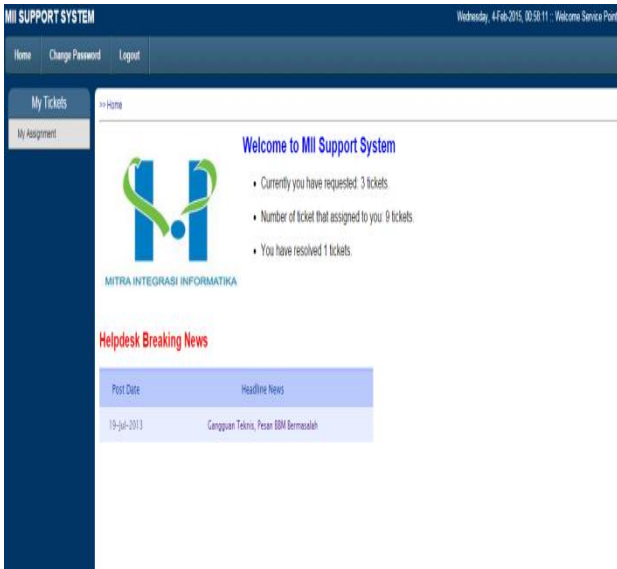 MII SUPPORT SYSTEM
Wednesday, 4-Feb-2015, 00:58:11 :: Welcome Service Point
Home Change Password Logout
My Tickets
My Assignment
>> Home
Welcome to MII Support System
• Currently you have requested: 3 tickets.
• Number of ticket that assigned to you: 9 tickets.
• You have resolved 1 tickets.
MITRA INTEGRASI INFORMATIKA
Helpdesk Breaking News
Post Date Headline News
19-Jul-2013 Gangguan Teknis, Pesan BBM Bermasalah